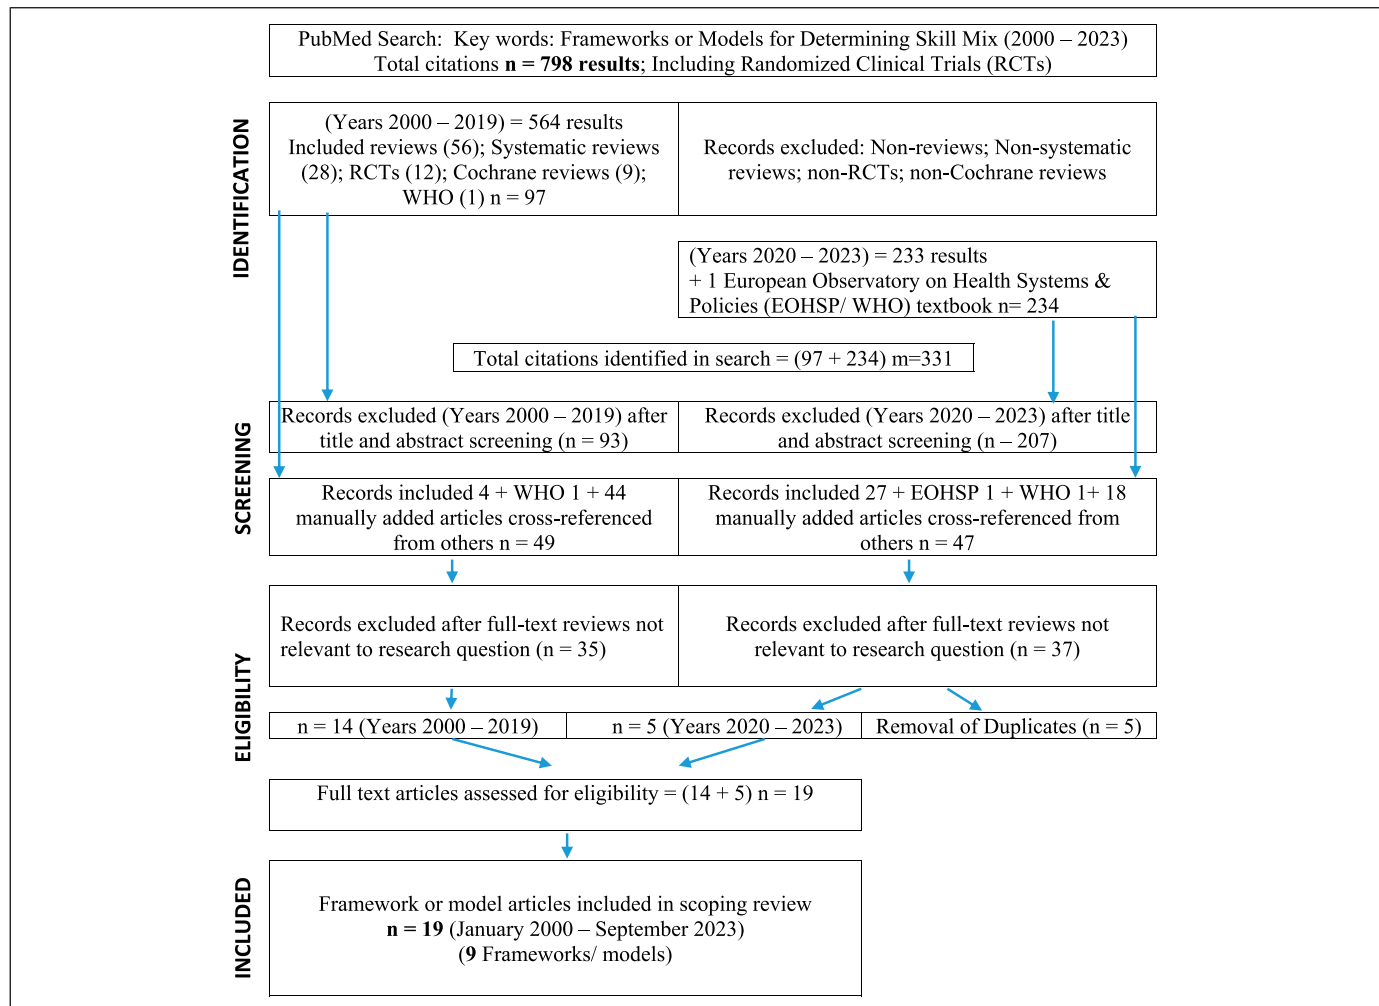 PubMed Search:  Key words: Frameworks or Models for Determining Skill Mix (2000 – 2023)
Total citations n = 798 results; Including Randomized Clinical Trials (RCTs)
IDENTIFICATION
(Years 2000 – 2019) = 564 results
Included reviews (56); Systematic reviews
(28); RCTs (12); Cochrane reviews (9);
WHO (1) n = 97
Records excluded: Non-reviews; Non-systematic
reviews; non-RCTs; non-Cochrane reviews
(Years 2020 – 2023) = 233 results
+ 1 European Observatory on Health Systems &
Policies (EOHSP/ WHO) textbook n= 234
Total citations identified in search = (97 + 234) m=331
SCREENING
Records excluded (Years 2000 – 2019) after
title and abstract screening (n = 93)
Records excluded (Years 2020 – 2023) after title
and abstract screening (n – 207)
Records included 4 + WHO 1 + 44
manually added articles cross-referenced
from others n = 49
Records included 27 + EOHSP 1 + WHO 1+ 18
manually added articles cross-referenced from
others n = 47
ELIGIBILITY
Records excluded after full-text reviews not
relevant to research question (n = 35)
Records excluded after full-text reviews not
relevant to research question (n = 37)
n = 14 (Years 2000 – 2019)
n = 5 (Years 2020 – 2023)
Removal of Duplicates (n = 5)
Full text articles assessed for eligibility = (14 + 5) n = 19
INCLUDED
Framework or model articles included in scoping review
n = 19 (January 2000 – September 2023)
(9 Frameworks/ models)